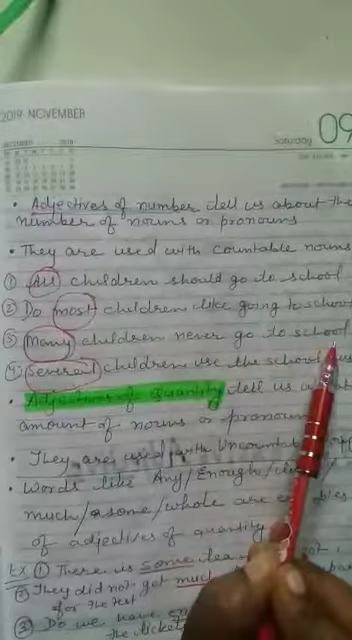 2019 NOVEMBER
Saturday 09
• Adjectives of number tell us about the
number of nouns or pronouns
• They are used with countable nouns
① All children should go to school
② Do most children like going to school
③ Many children never go to school
④ Several children use the school
• Adjectives of quantity tell us
amount of nouns or pronoun
• They are used with Uncountable
• Words like Any/Enough/
much/some/whole are
of adjectives of quantity
Ex ① There is some tea
② They did not get much
for the test
③ Do we have
the tickets